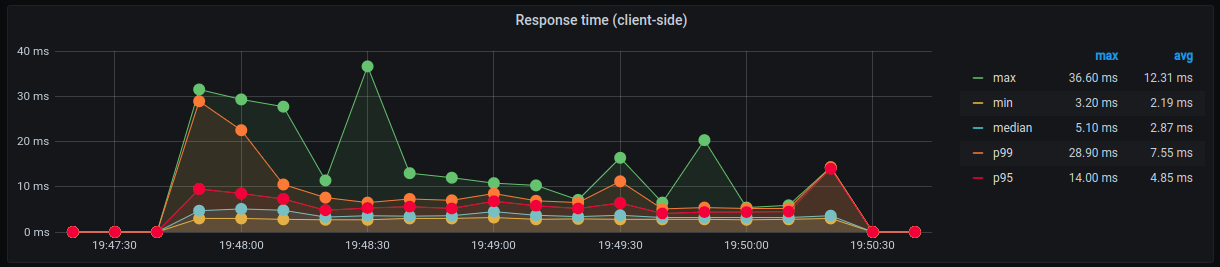 Response time (client-side)
40 ms
30 ms
20 ms
10 ms
0 ms
19:47:30 19:48:00 19:48:30 19:49:00 19:49:30 19:50:00 19:50:30
max avg
max 36.60 ms 12.31 ms
min 3.20 ms 2.19 ms
median 5.10 ms 2.87 ms
p99 28.90 ms 7.55 ms
p95 14.00 ms 4.85 ms